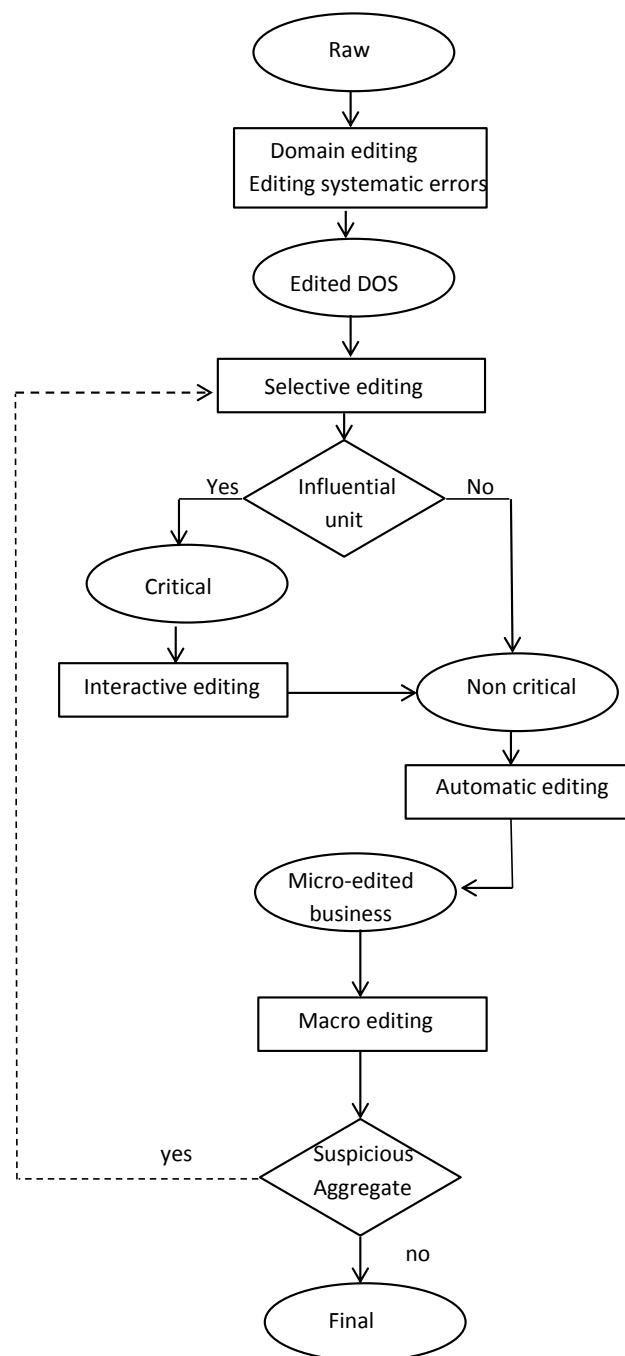 Raw
Domain editing
Editing systematic errors
Edited DOS
Selective editing
Yes
Influential
unit
No
Critical
Interactive editing
Non critical
Automatic editing
Micro-edited
business
Macro editing
yes
Suspicious
Aggregate
no
Final